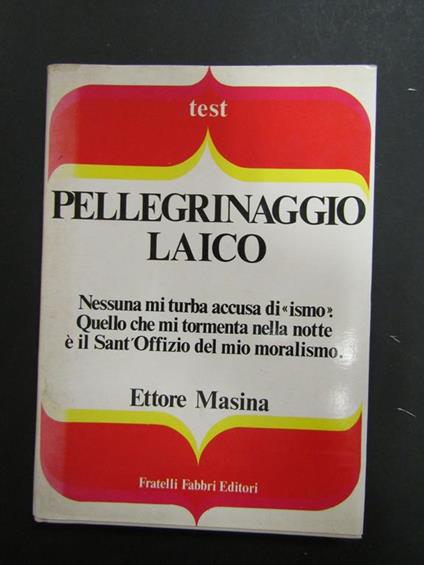 test
PELLEGRINAGGIO
LAICO
Nessuna mi turba accusa di «ismo»:
Quello che mi tormenta nella notte
è il Sant'Offizio del mio moralismo.
Ettore Masina
Fratelli Fabbri Editori